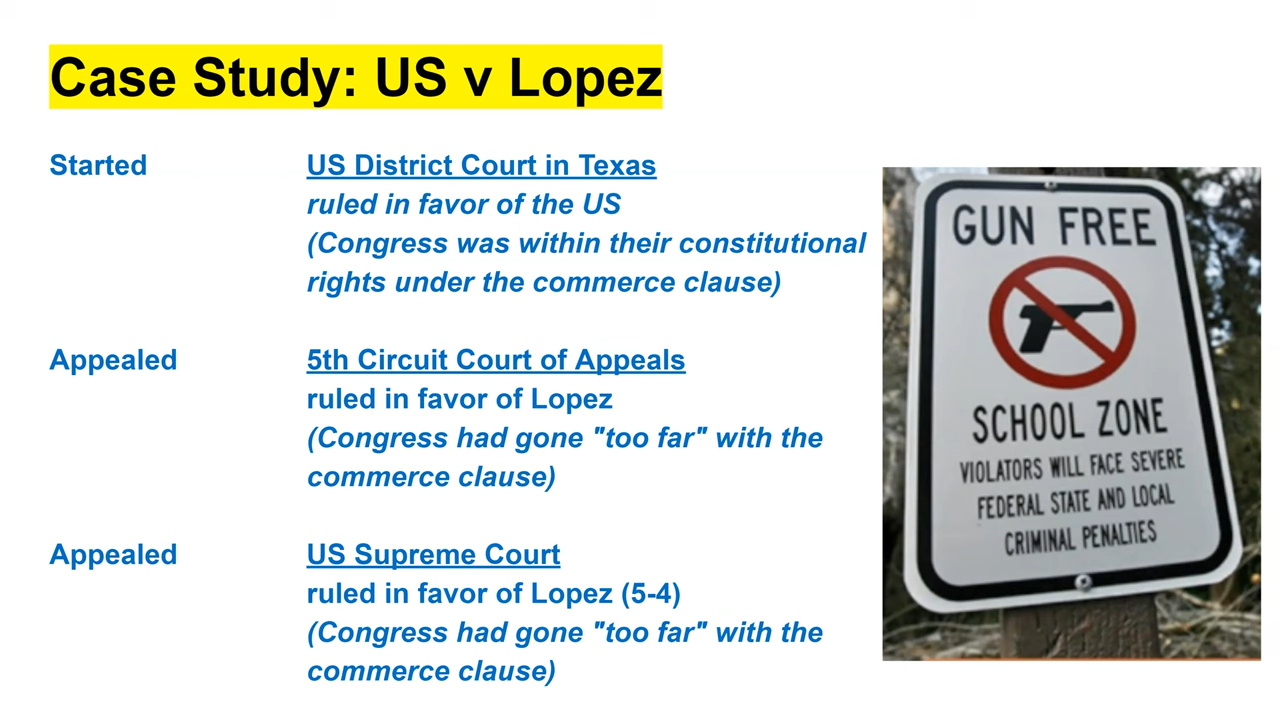 Case Study: US v Lopez
Started
US District Court in Texas
ruled in favor of the US
(Congress was within their constitutional
rights under the commerce clause)
Appealed
5th Circuit Court of Appeals
ruled in favor of Lopez
(Congress had gone "too far" with the
commerce clause)
Appealed
US Supreme Court
ruled in favor of Lopez (5-4)
(Congress had gone "too far" with the
commerce clause)
GUN FREE
SCHOOL ZONE
VIOLATORS WILL FACE SEVERE
FEDERAL STATE AND LOCAL
CRIMINAL PENALTIES